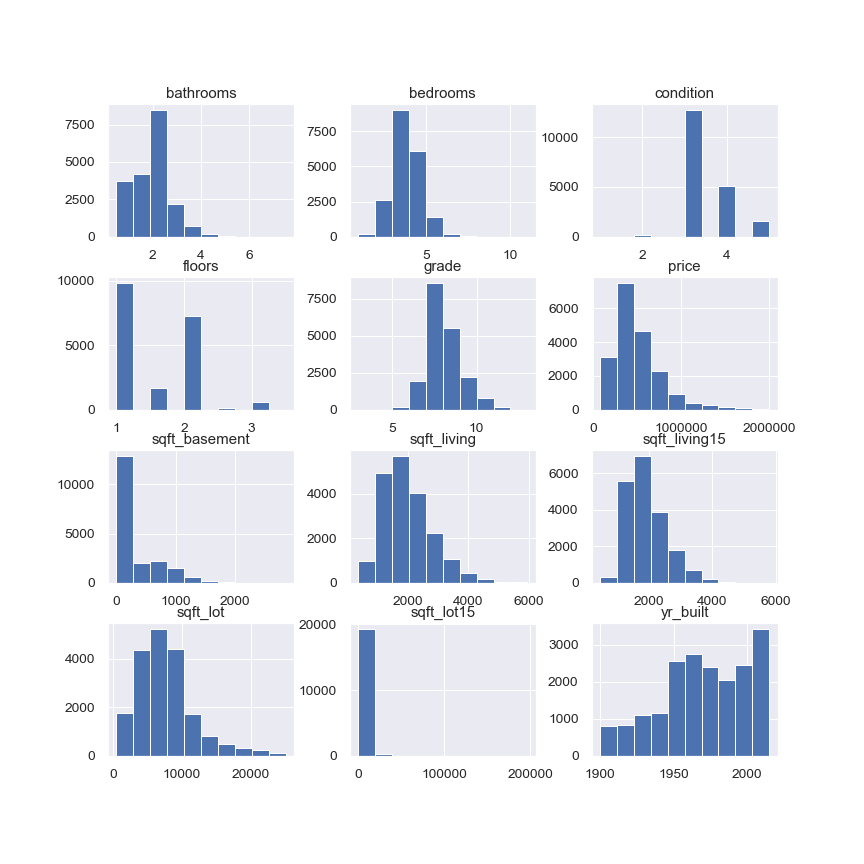 bathrooms bedrooms condition
7500 7500 10000
5000 5000
2500 2500 5000
0 0 0
2 4 6 5 10 2 4
floors grade price
10000 7500 6000
5000 5000 4000
2500 2000
0 0 0
1 2 3 5 10 0 1000000 2000000
sqft_basement sqft_living sqft_living15
10000 4000 6000
5000 2000 4000
2000
0 0 0
0 1000 2000 2000 4000 6000 2000 4000 6000
sqft_lot sqft_lot15 yr_built
4000 20000 3000
2000 10000 2000
1000
0 0 0
0 10000 20000 0 100000 200000 1900 1950 2000